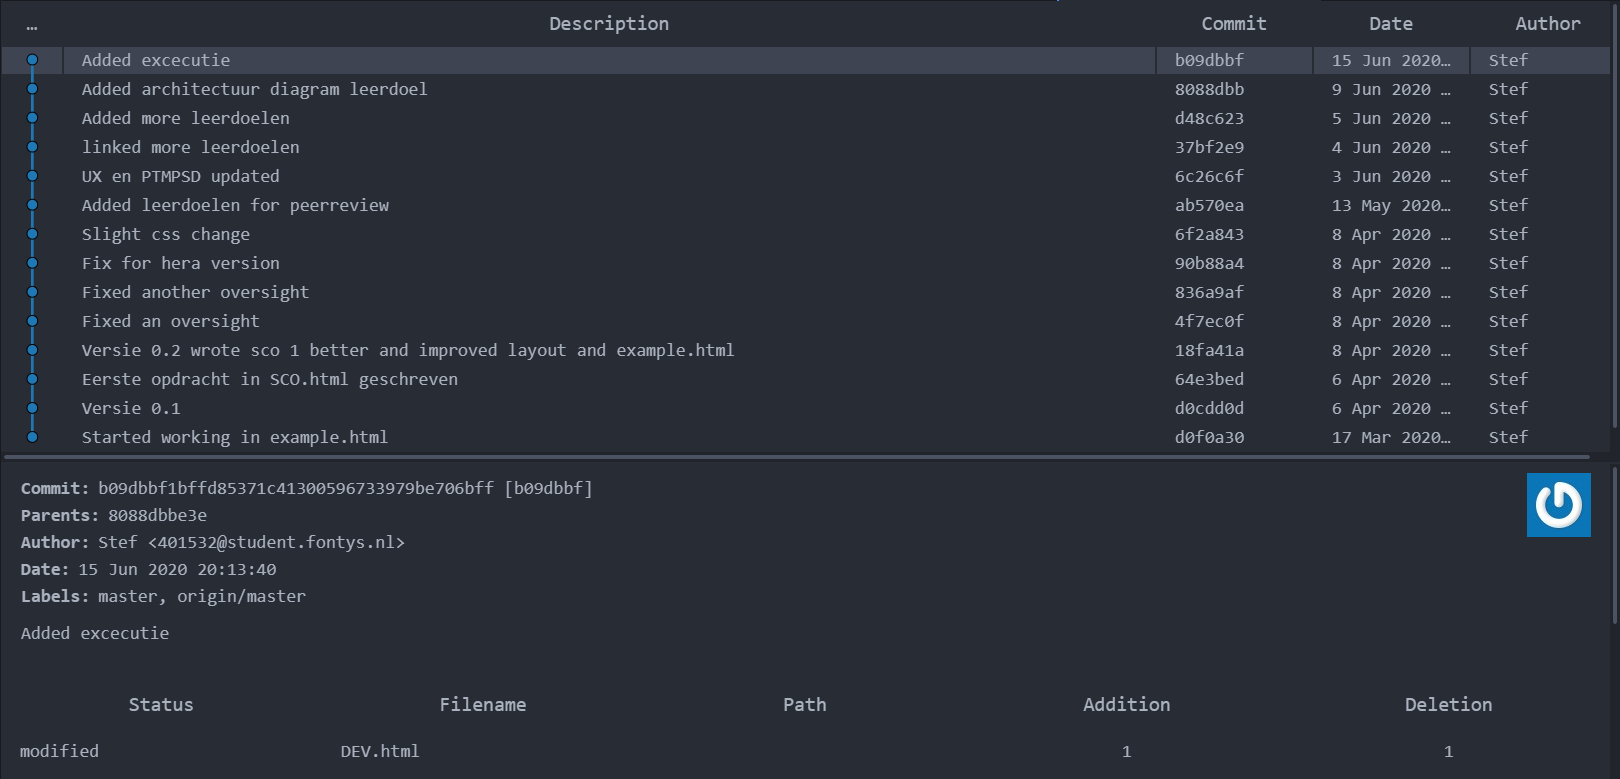 … Description Commit Date Author
Added excecutie b09dbbf 15 Jun 2020… Stef
Added architectuur diagram leerdoel 8088dbb 9 Jun 2020 … Stef
Added more leerdoelen d48c623 5 Jun 2020 … Stef
linked more leerdoelen 37bf2e9 4 Jun 2020 … Stef
UX en PTMPSD updated 6c26c6f 3 Jun 2020 … Stef
Added leerdoelen for peerreview ab570ea 13 May 2020… Stef
Slight css change 6f2a843 8 Apr 2020 … Stef
Fix for hera version 90b88a4 8 Apr 2020 … Stef
Fixed another oversight 836a9af 8 Apr 2020 … Stef
Fixed an oversight 4f7ec0f 8 Apr 2020 … Stef
Versie 0.2 wrote sco 1 better and improved layout and example.html 18fa41a 8 Apr 2020 … Stef
Eerste opdracht in SCO.html geschreven 64e3bed 6 Apr 2020 … Stef
Versie 0.1 d0cdd0d 6 Apr 2020 … Stef
Started working in example.html d0f0a30 17 Mar 2020… Stef
Commit: b09dbbf1bffd85371c41300596733979be706bff [b09dbbf]
Parents: 8088dbbe3e
Author: Stef <401532@student.fontys.nl>
Date: 15 Jun 2020 20:13:40
Labels: master, origin/master
Added excecutie
Status Filename Path Addition Deletion
modified DEV.html 1 1